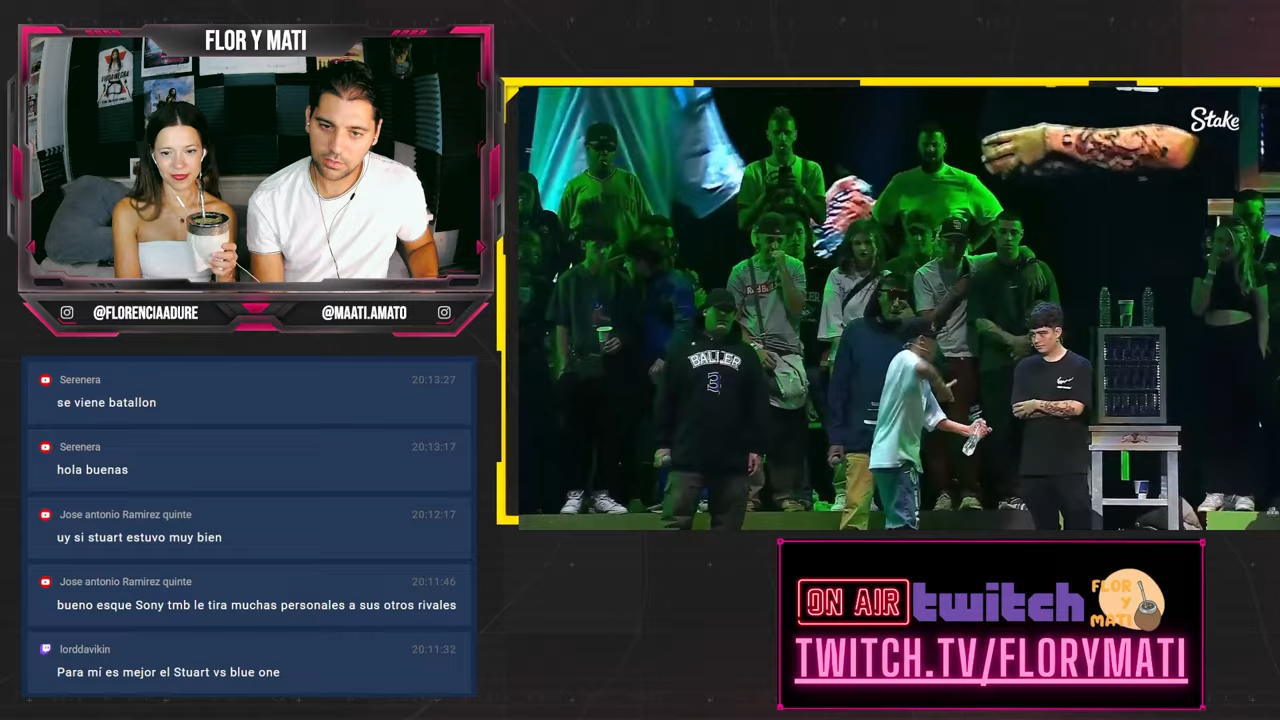 FLOR Y MATI
@FLORENCIAADURE
@MAATI.AMATO
Serenera
20:13:27
se viene batallon
Serenera
20:13:17
hola buenas
Jose antonio Ramirez quinte
20:12:17
uy si stuart estuvo muy bien
Jose antonio Ramirez quinte
20:11:46
bueno esque Sony tmb le tira muchas personales a sus otros rivales
lorddavikin
20:11:32
Para mí es mejor el Stuart vs blue one
Stake
Red Bull
BALLER
3
ON AIR
twitch
FLOR
Y
MATI
TWITCH.TV/FLORYMATI